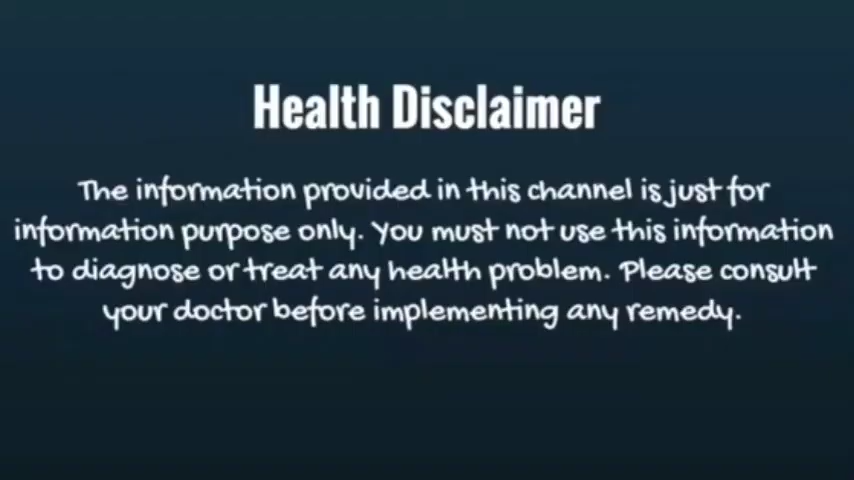 Health Disclaimer
The information provided in this channel is just for
information purpose only. You must not use this information
to diagnose or treat any health problem. Please consult
your doctor before implementing any remedy.